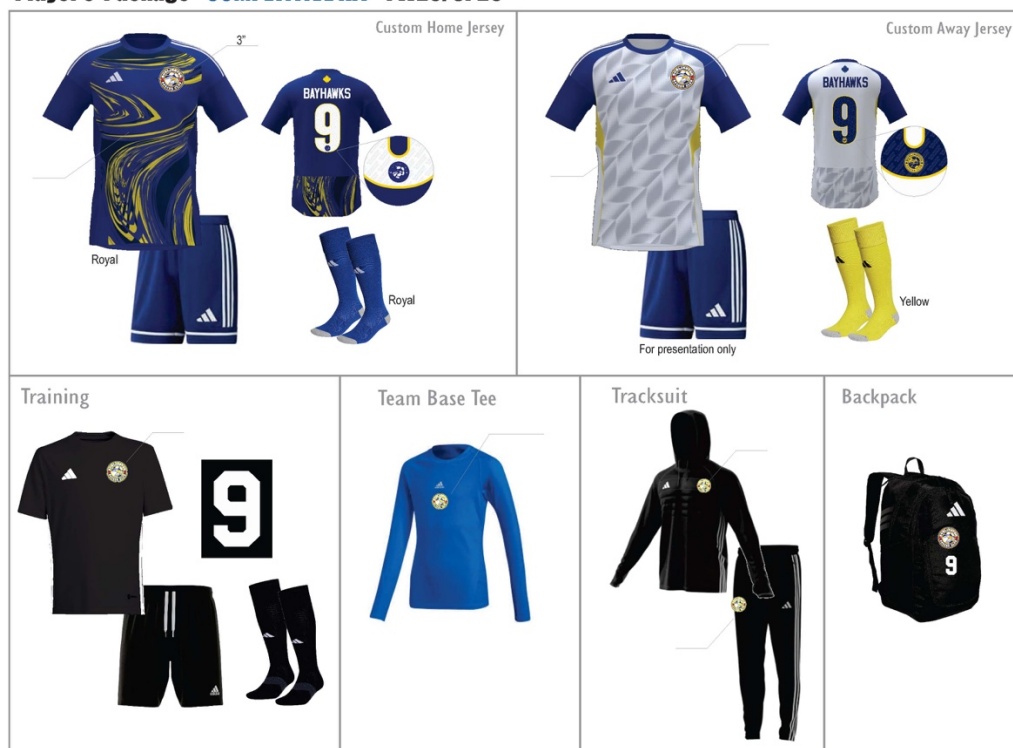 Custom Home Jersey
3"
BAYHAWKS
9
Royal
Royal
Custom Away Jersey
BAYHAWKS
9
For presentation only
Yellow
Training
9
Team Base Tee
Tracksuit
Backpack
9